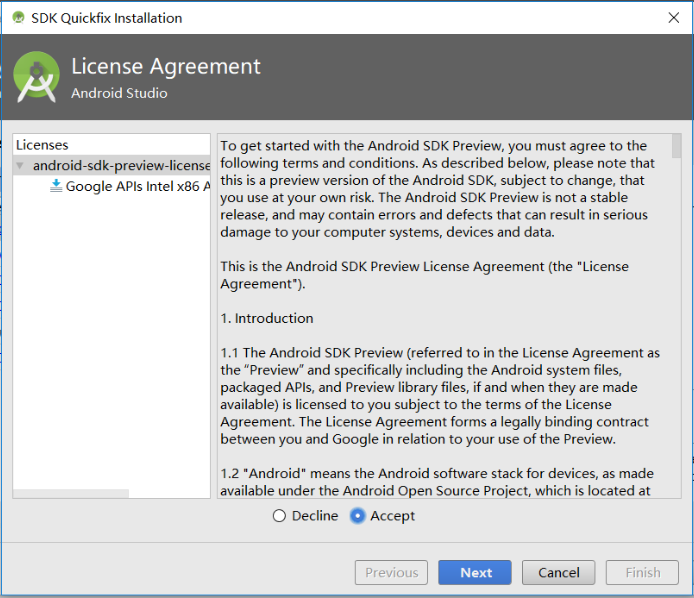 SDK Quickfix Installation
License Agreement
Android Studio
Licenses
android-sdk-preview-license
Google APIs Intel x86 A
To get started with the Android SDK Preview, you must agree to the
following terms and conditions. As described below, please note that
this is a preview version of the Android SDK, subject to change, that
you use at your own risk. The Android SDK Preview is not a stable
release, and may contain errors and defects that can result in serious
damage to your computer systems, devices and data.
This is the Android SDK Preview License Agreement (the "License
Agreement").
1. Introduction
1.1 The Android SDK Preview (referred to in the License Agreement as
the “Preview” and specifically including the Android system files,
packaged APIs, and Preview library files, if and when they are made
available) is licensed to you subject to the terms of the License
Agreement. The License Agreement forms a legally binding contract
between you and Google in relation to your use of the Preview.
1.2 "Android" means the Android software stack for devices, as made
available under the Android Open Source Project, which is located at
Decline Accept
Previous Next Cancel Finish